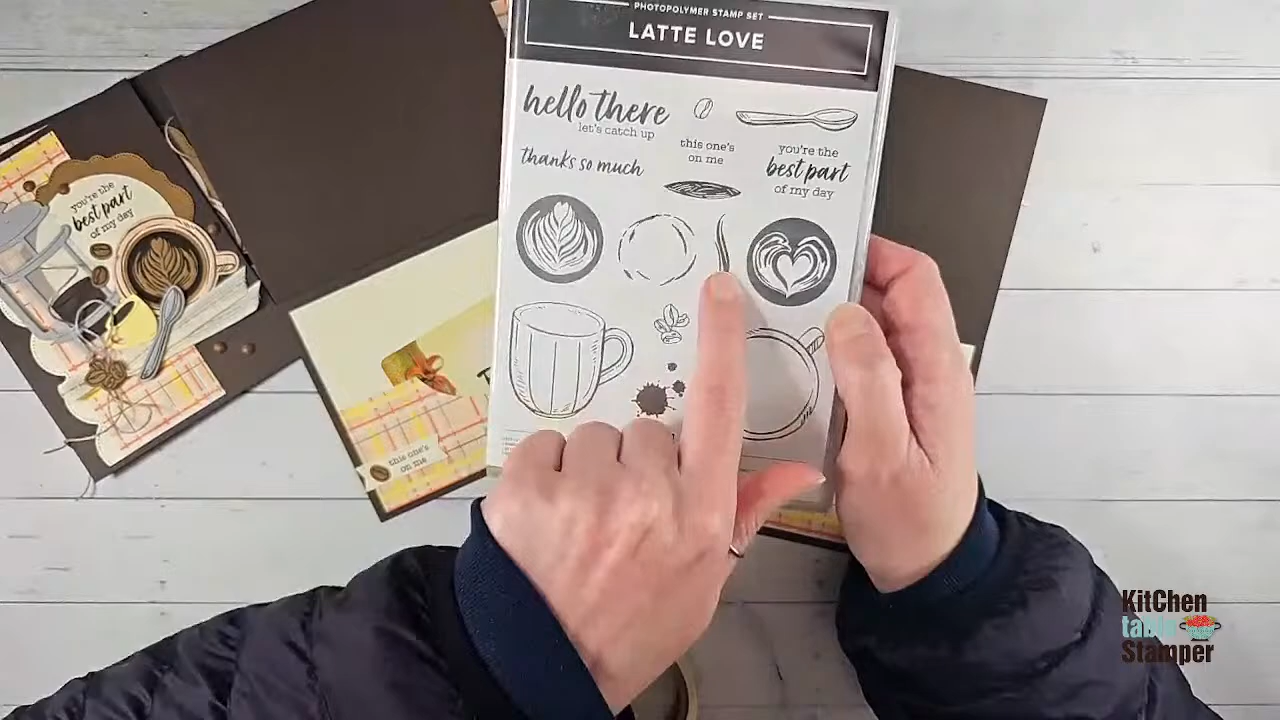 PHOTOPOLYMER STAMP SET
LATTE LOVE
hello there
let's catch up
this one's
on me
you're the
best part
of my day
thanks so much
you're the
best part
of my day
this one's
on me
KitChen
table
Stamper